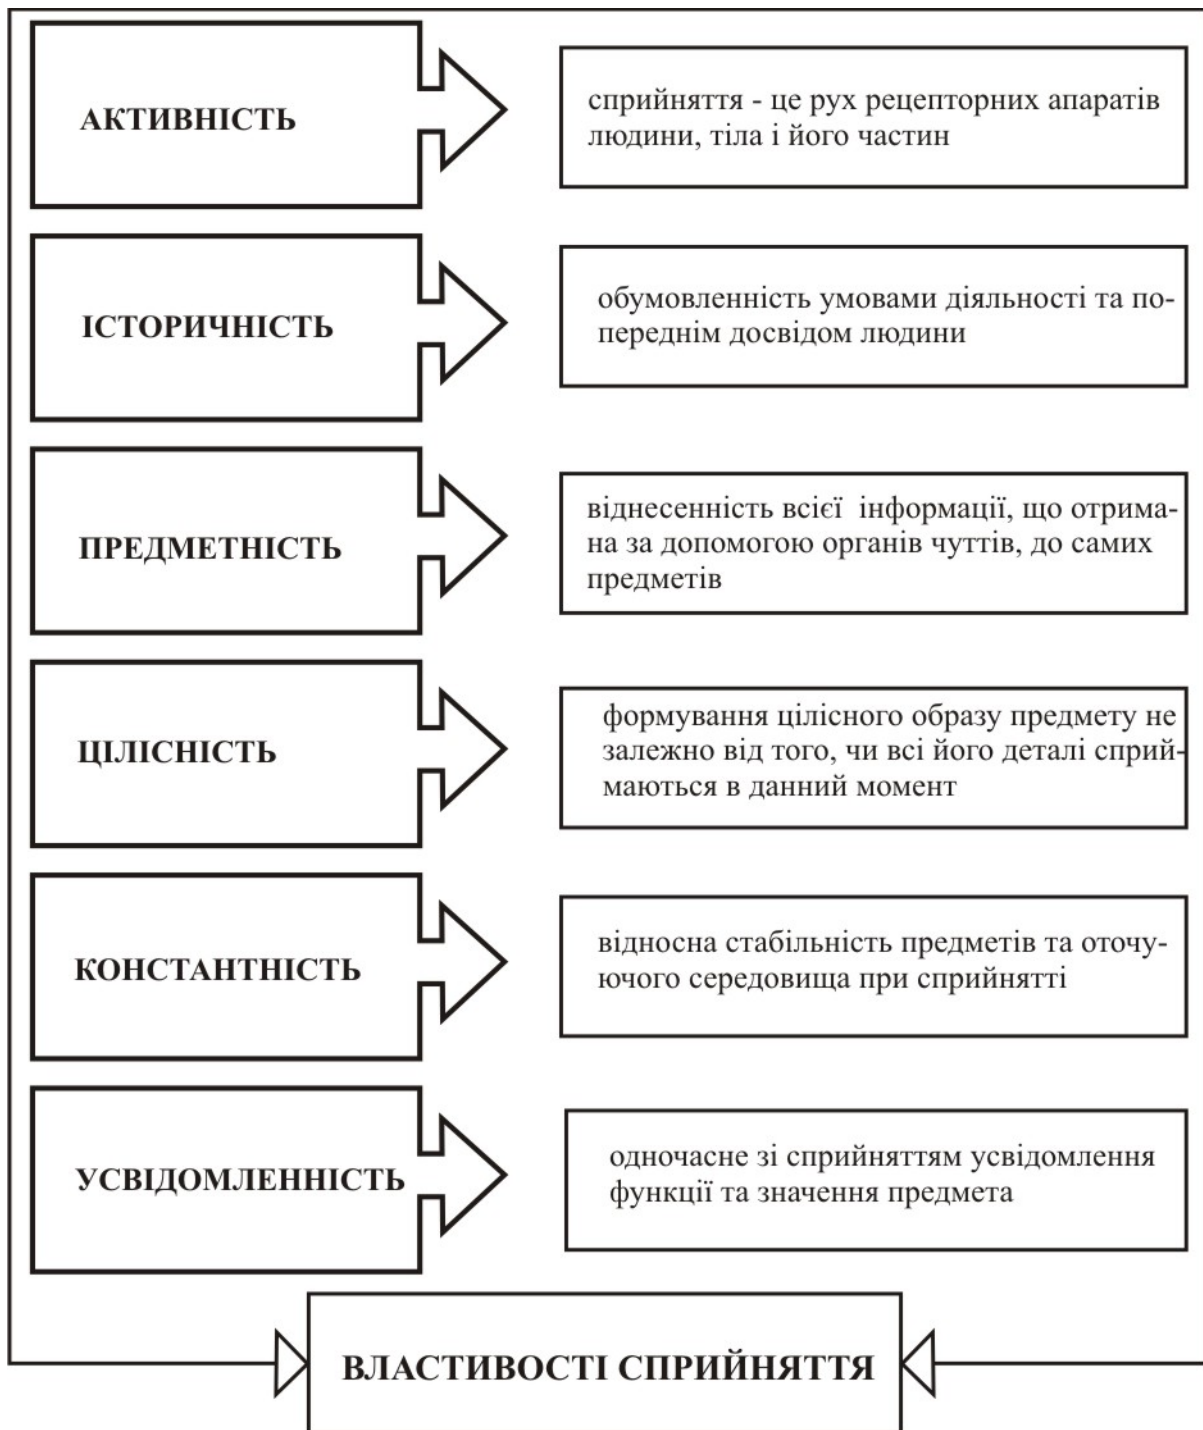 АКТИВНІСТЬ
сприйняття - це рух рецепторних апаратів
людини, тіла і його частин
ІСТОРИЧНІСТЬ
обумовленність умовами діяльності та по-
переднім досвідом людини
ПРЕДМЕТНІСТЬ
віднесенність всієї інформації, що отрима-
на за допомогою органів чуттів, до самих
предметів
ЦІЛІСНІСТЬ
формування цілісного образу предмету не
залежно від того, чи всі його деталі сприй-
маються в данний момент
КОНСТАНТНІСТЬ
відносна стабільність предметів та оточу-
ючого середовища при сприйнятті
УСВІДОМЛЕННІСТЬ
одночасне зі сприйняттям усвідомлення
функції та значення предмета
ВЛАСТИВОСТІ СПРИЙНЯТТЯ